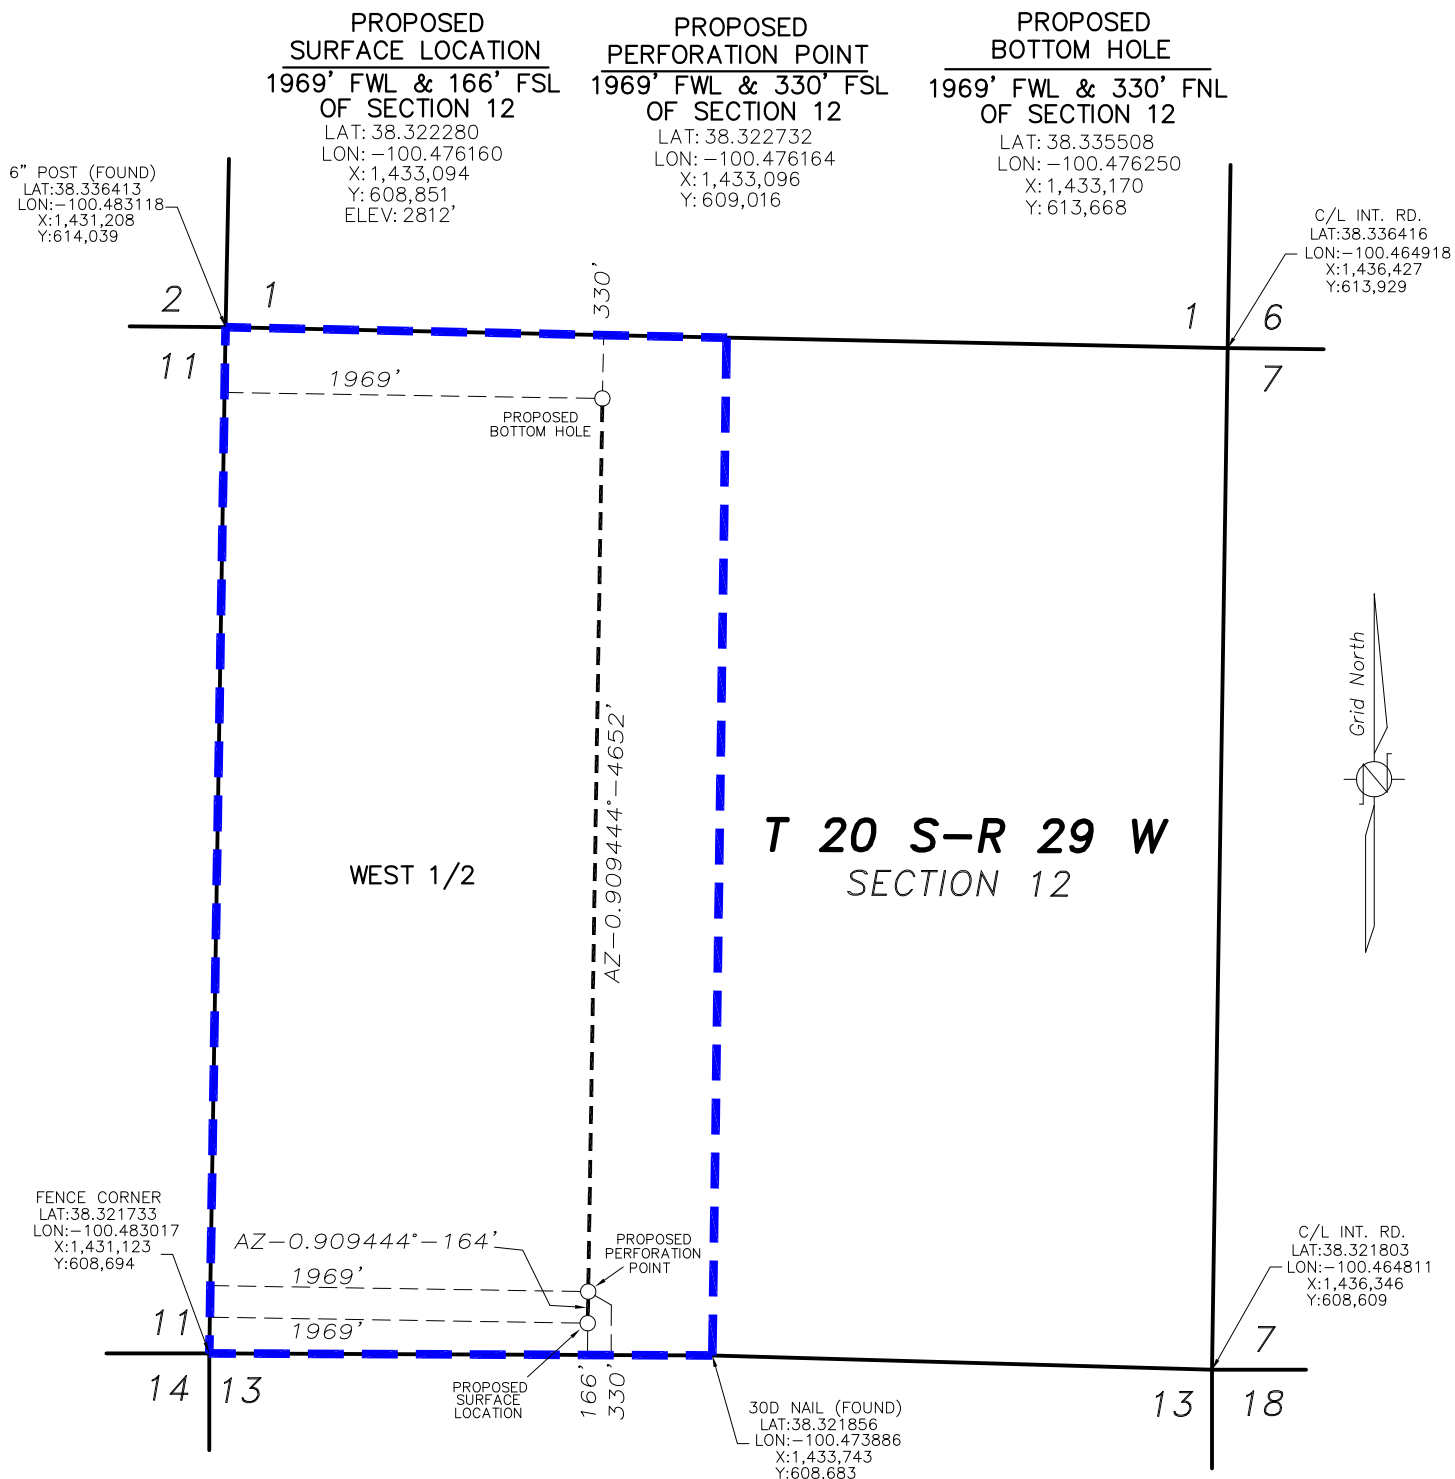 PROPOSED
SURFACE LOCATION
1969' FWL & 166' FSL
OF SECTION 12
LAT: 38.322280
LON: -100.476160
X: 1,433,094
Y: 608,851
ELEV: 2812'
PROPOSED
PERFORATION POINT
1969' FWL & 330' FSL
OF SECTION 12
LAT: 38.322732
LON: -100.476164
X: 1,433,096
Y: 609,016
PROPOSED
BOTTOM HOLE
1969' FWL & 330' FNL
OF SECTION 12
LAT: 38.335508
LON: -100.476250
X: 1,433,170
Y: 613,668
6" POST (FOUND)
LAT:38.336413
LON:-100.483118
X:1,431,208
Y:614,039
C/L INT. RD.
LAT:38.336416
LON:-100.464918
X:1,436,427
Y:613,929
2
1
330'
1
6
11
7
1969'
PROPOSED
BOTTOM HOLE
Grid North
AZ-0.909444°-4652'
T 20 S-R 29 W
SECTION 12
WEST 1/2
FENCE CORNER
LAT:38.321733
LON:-100.483017
X:1,431,123
Y:608,694
AZ-0.909444°-164'
PROPOSED
PERFORATION
POINT
1969'
1969'
C/L INT. RD.
LAT:38.321803
LON:-100.464811
X:1,436,346
Y:608,609
11
7
14
13
PROPOSED
SURFACE
LOCATION
166'
330'
13
18
30D NAIL (FOUND)
LAT:38.321856
LON:-100.473886
X:1,433,743
Y:608,683